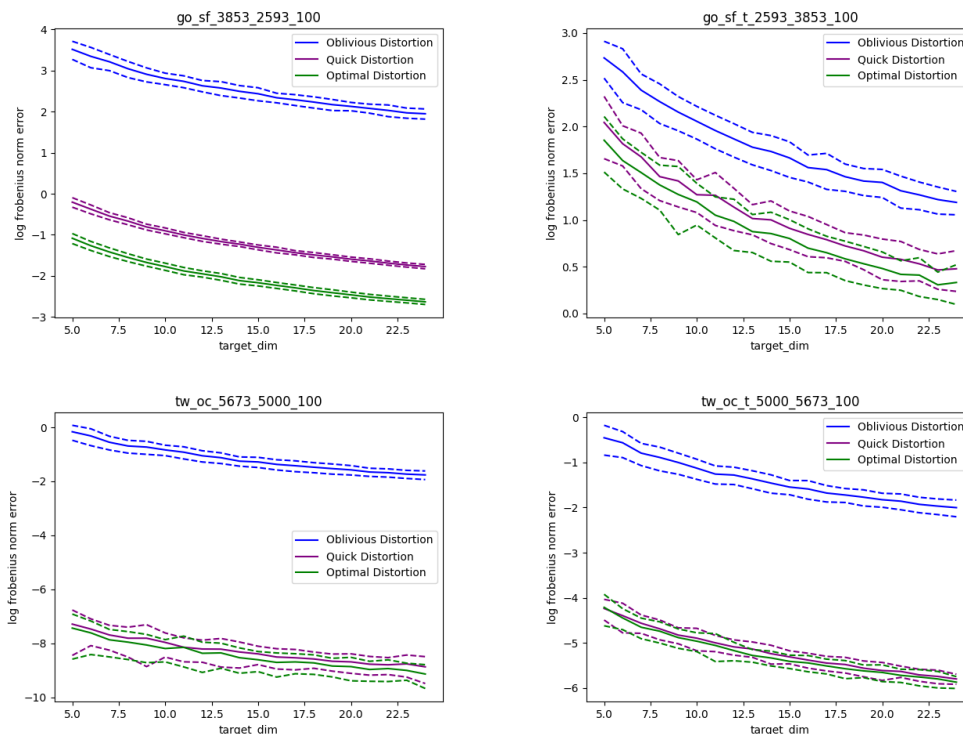 go_sf_3853_2593_100
4
3
2
1
0
−1
−2
−3
log frobenius norm error
Oblivious Distortion
Quick Distortion
Optimal Distortion
5.0 7.5 10.0 12.5 15.0 17.5 20.0 22.5
target_dim
go_sf_t_2593_3853_100
3.0
2.5
2.0
1.5
1.0
0.5
0.0
log frobenius norm error
Oblivious Distortion
Quick Distortion
Optimal Distortion
5.0 7.5 10.0 12.5 15.0 17.5 20.0 22.5
target_dim
tw_oc_5673_5000_100
0
−2
−4
−6
−8
−10
log frobenius norm error
Oblivious Distortion
Quick Distortion
Optimal Distortion
5.0 7.5 10.0 12.5 15.0 17.5 20.0 22.5
target_dim
tw_oc_t_5000_5673_100
0
−1
−2
−3
−4
−5
−6
log frobenius norm error
Oblivious Distortion
Quick Distortion
Optimal Distortion
5.0 7.5 10.0 12.5 15.0 17.5 20.0 22.5
target_dim